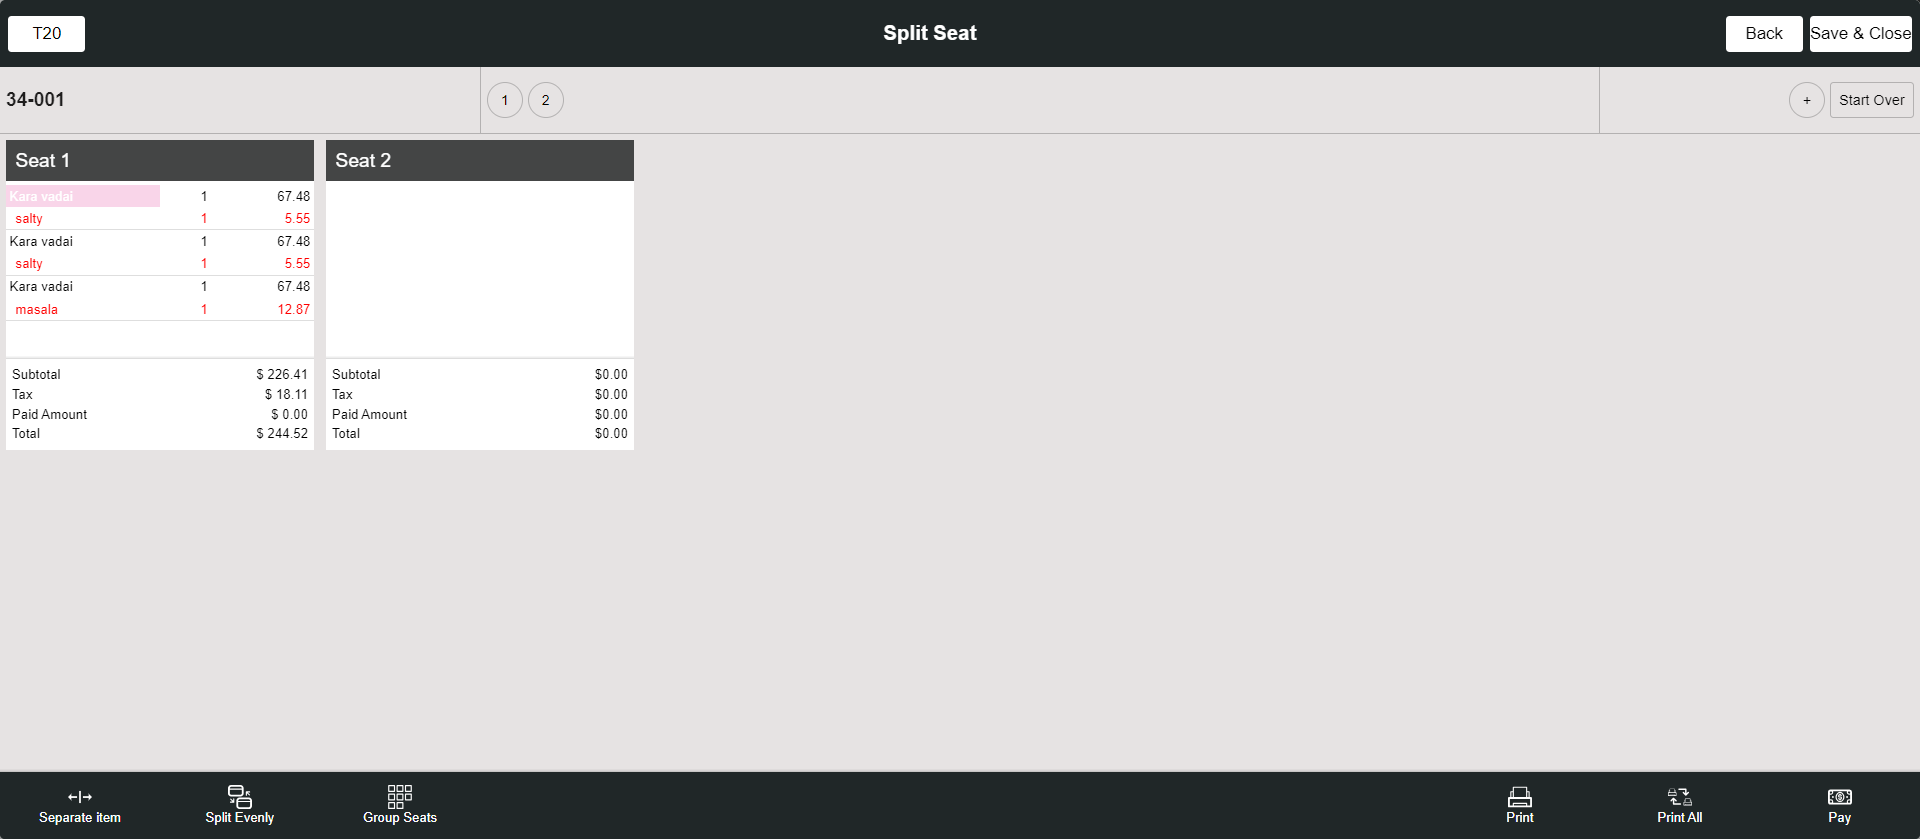 T20 Split Seat Back Save & Close
34-001 1 2 + Start Over
Seat 1
Kara vadai 1 67.48
salty 1 5.55
Kara vadai 1 67.48
salty 1 5.55
Kara vadai 1 67.48
masala 1 12.87
Subtotal $ 226.41
Tax $ 18.11
Paid Amount $ 0.00
Total $ 244.52
Seat 2
Subtotal $0.00
Tax $0.00
Paid Amount $0.00
Total $0.00
Separate item Split Evenly Group Seats Print Print All Pay